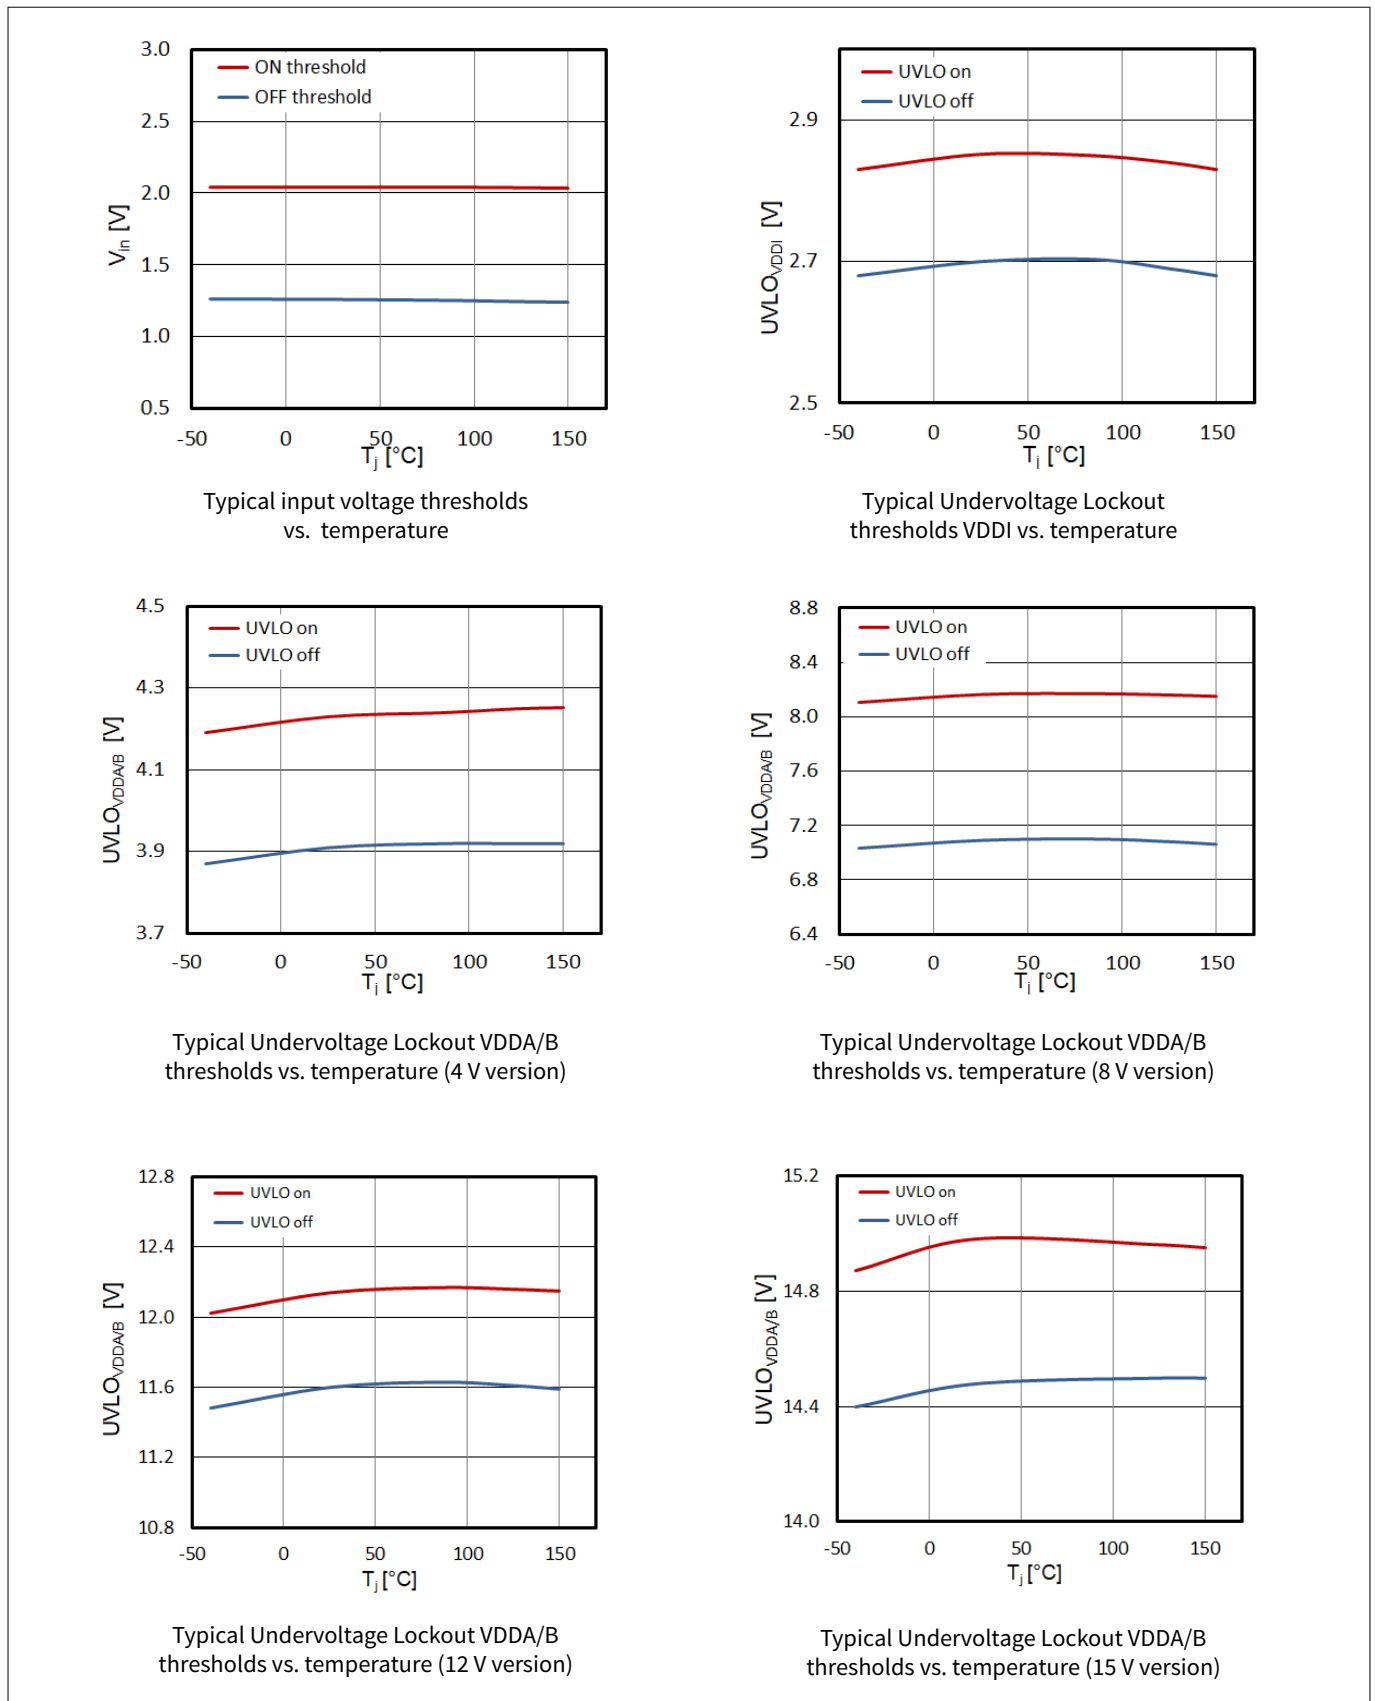 3.0
2.5
2.0
1.5
1.0
0.5
-50 0 50 100 150
ON threshold
OFF threshold
Vin [V]
Tj [°C]
Typical input voltage thresholds
vs. temperature
2.9
2.7
2.5
-50 0 50 100 150
UVLO on
UVLO off
UVLOVDDI [V]
Tj [°C]
Typical Undervoltage Lockout
thresholds VDDI vs. temperature
4.5
4.3
4.1
3.9
3.7
-50 0 50 100 150
UVLO on
UVLO off
UVLOVDDA/B [V]
Tj [°C]
Typical Undervoltage Lockout VDDA/B
thresholds vs. temperature (4 V version)
8.8
8.4
8.0
7.6
7.2
6.8
6.4
-50 0 50 100 150
UVLO on
UVLO off
UVLOVDDA/B [V]
Tj [°C]
Typical Undervoltage Lockout VDDA/B
thresholds vs. temperature (8 V version)
12.8
12.4
12.0
11.6
11.2
10.8
-50 0 50 100 150
UVLO on
UVLO off
UVLOVDDA/B [V]
Tj [°C]
Typical Undervoltage Lockout VDDA/B
thresholds vs. temperature (12 V version)
15.2
14.8
14.4
14.0
-50 0 50 100 150
UVLO on
UVLO off
UVLOVDDA/B [V]
Tj [°C]
Typical Undervoltage Lockout VDDA/B
thresholds vs. temperature (15 V version)